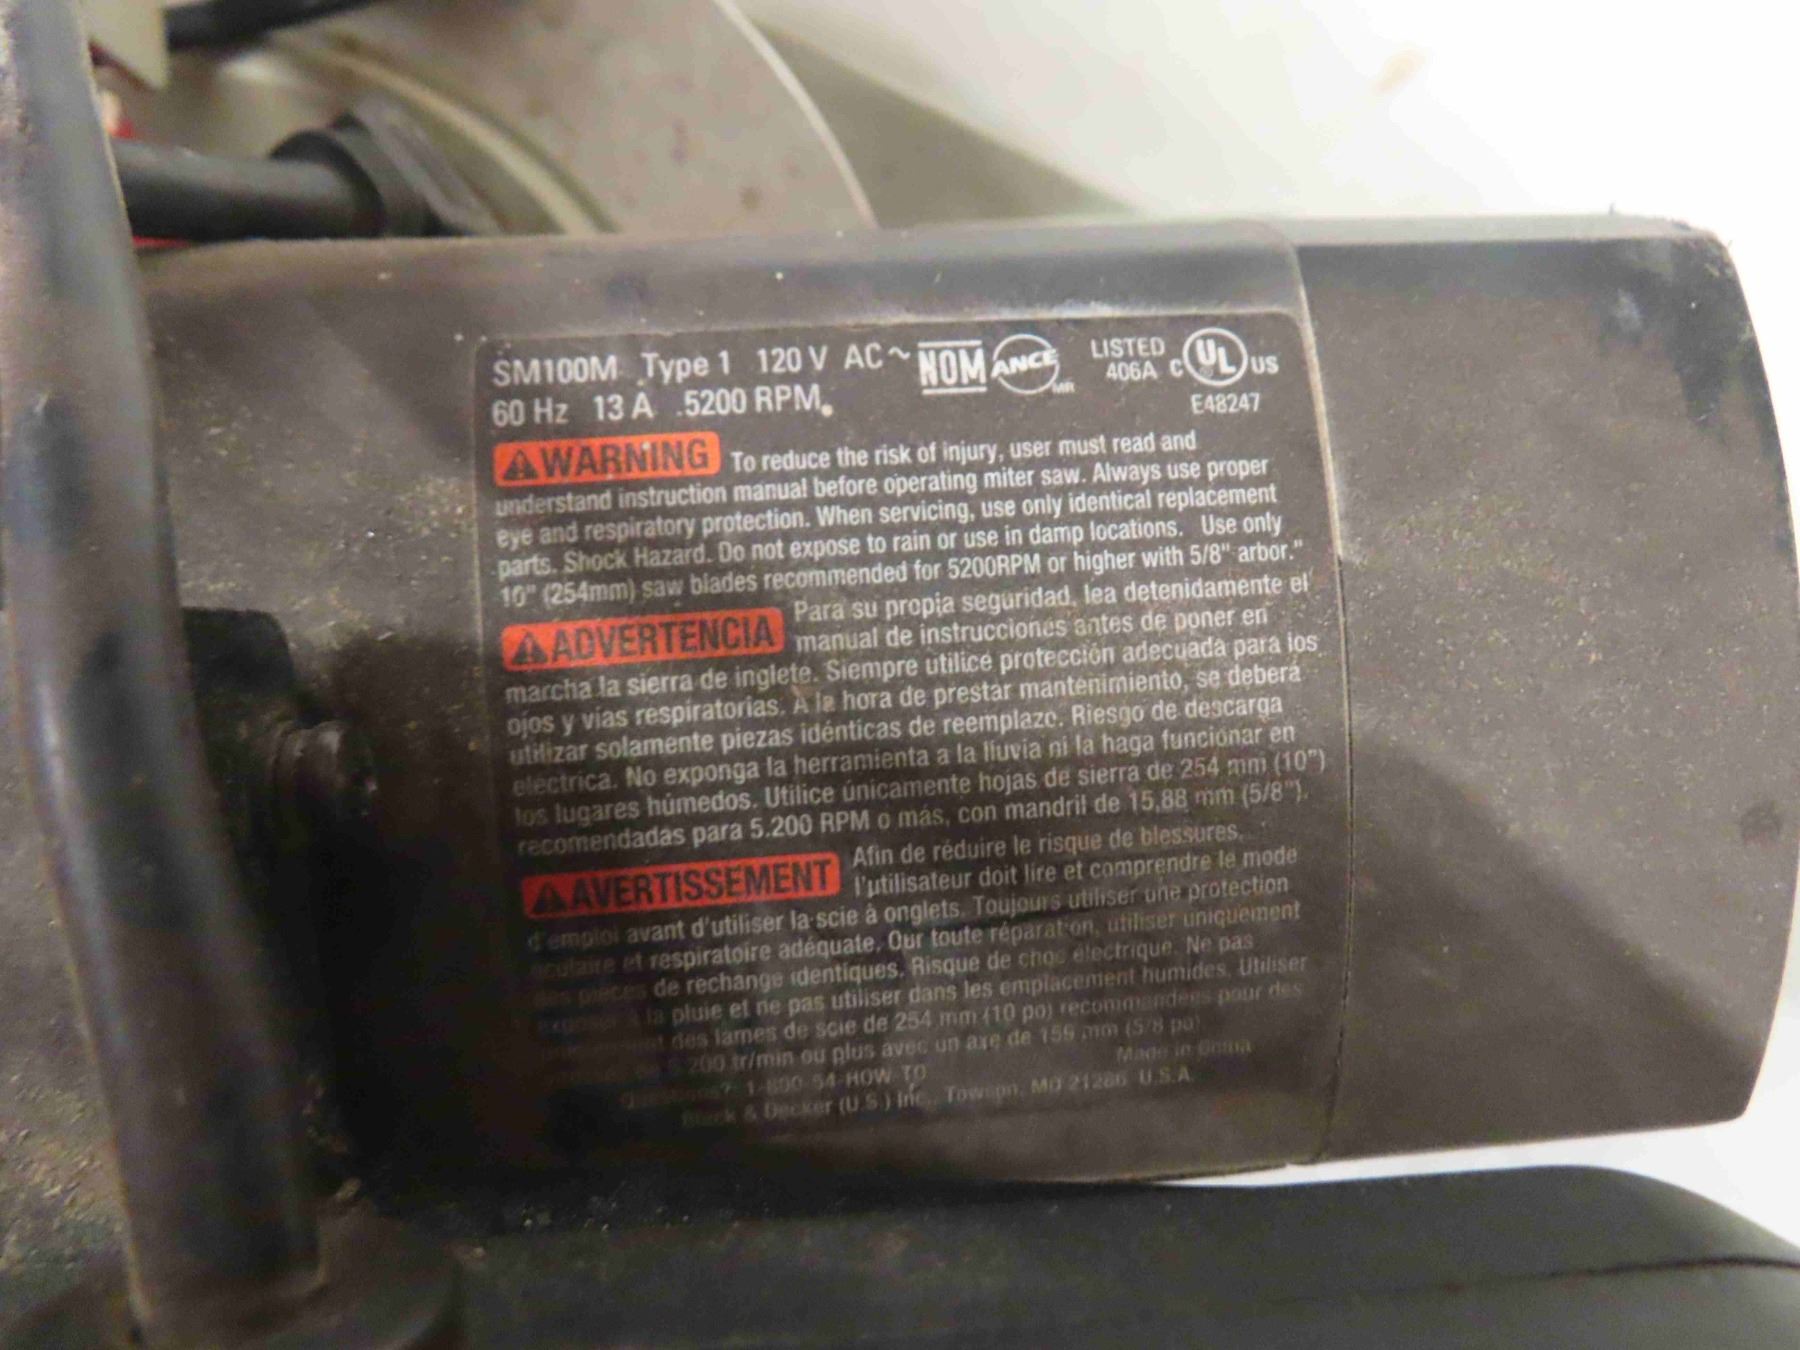 SM100M Type 1 120 V AC~ NOM ANCE MR LISTED 406A C UL US
60 Hz 13 A 5200 RPM E48247
WARNING To reduce the risk of injury, user must read and
understand instruction manual before operating miter saw. Always use proper
eye and respiratory protection. When servicing, use only identical replacement
parts. Shock Hazard. Do not expose to rain or use in damp locations. Use only
10" (254mm) saw blades recommended for 5200RPM or higher with 5/8" arbor."
ADVERTENCIA Para su propia seguridad, lea detenidamente el
manual de instrucciones antes de poner en
marcha la sierra de inglete. Siempre utilice protección adecuada para los
ojos y vías respiratorias. A la hora de prestar mantenimiento, se deberá
utilizar solamente piezas idénticas de reemplazo. Riesgo de descarga
eléctrica. No exponga la herramienta a la lluvia ni la haga funcionar en
los lugares húmedos. Utilice únicamente hojas de sierra de 254 mm (10")
recomendadas para 5.200 RPM o más, con mandril de 15,88 mm (5/8").
AVERTISSEMENT Afin de réduire le risque de blessures,
l'utilisateur doit lire et comprendre le mode
d'emploi avant d'utiliser la scie à onglets. Toujours utiliser une protection
oculaire et respiratoire adéquate. Our toute réparation, utiliser uniquement
des pièces de rechange identiques. Risque de choc électrique. Ne pas
exposer à la pluie et ne pas utiliser dans les emplacement humides. Utiliser
des lames de scie de 254 mm (10 po) recommandées pour des
200 tr/min ou plus avec un axe de 159 mm (5/8 po)
Questions? 1-800-54-HOW-TO Made in China
Black & Decker (U.S.) Inc., Towson, MD 21286 U.S.A.